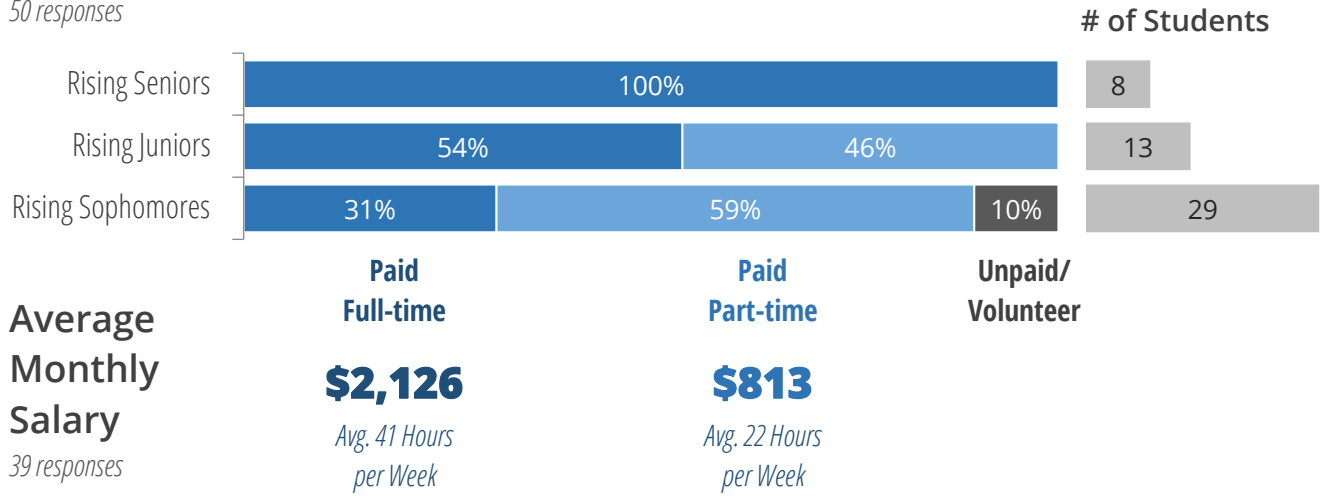 50 responses
# of Students
Rising Seniors 100% 8
Rising Juniors 54% 46% 13
Rising Sophomores 31% 59% 10% 29
Paid Paid Unpaid/
Full-time Part-time Volunteer
Average
Monthly
Salary
39 responses
$2,126 $813
Avg. 41 Hours Avg. 22 Hours
per Week per Week